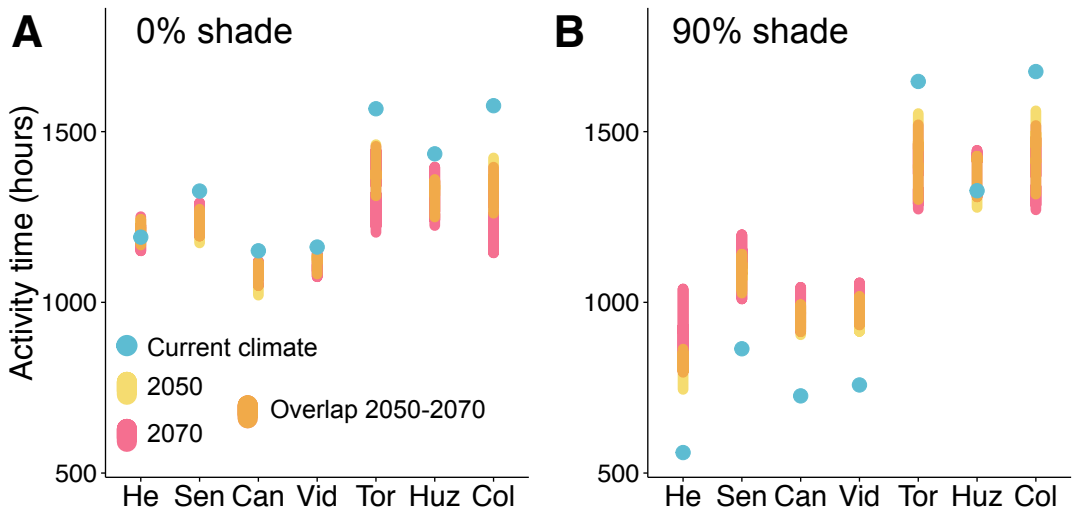 A
0% shade
Activity time (hours)
1500
1000
500
Current climate
2050
2070
Overlap 2050-2070
He Sen Can Vid Tor Huz Col
B
90% shade
1500
1000
500
He Sen Can Vid Tor Huz Col